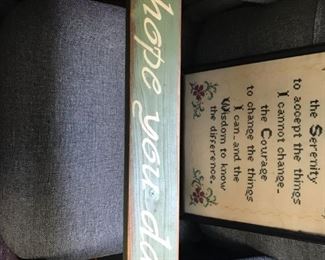 hope you da
the Serenity
to accept the things
I cannot change-
the Courage
to change the things
I can-and the
Wisdom to know
the difference.